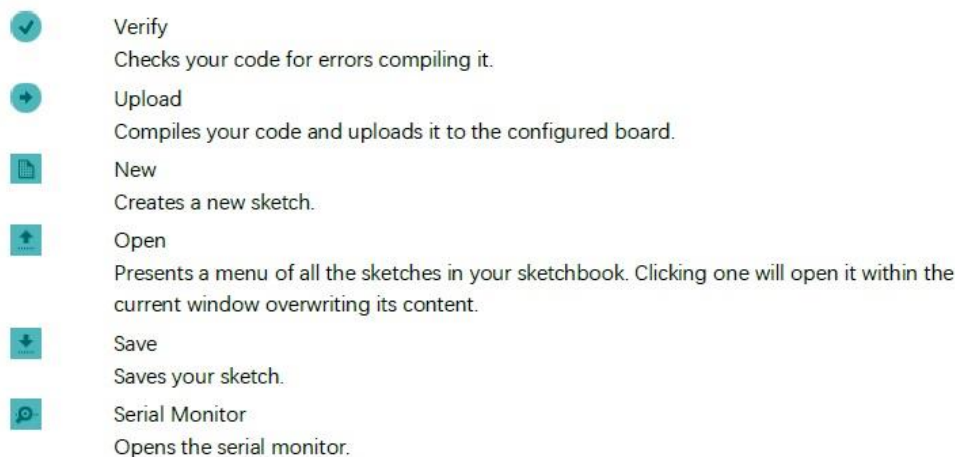 Verify
Checks your code for errors compiling it.
Upload
Compiles your code and uploads it to the configured board.
New
Creates a new sketch.
Open
Presents a menu of all the sketches in your sketchbook. Clicking one will open it within the
current window overwriting its content.
Save
Saves your sketch.
Serial Monitor
Opens the serial monitor.